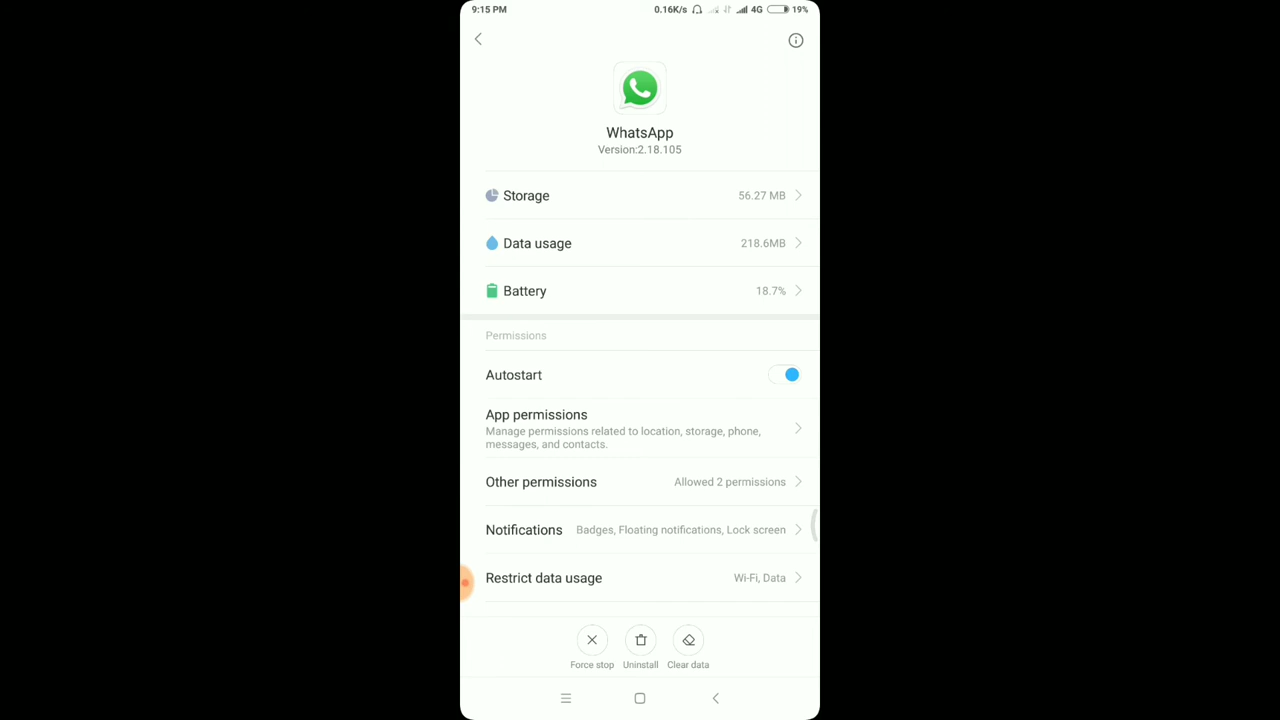 9:15 PM 0.16K/s 4G 19%
WhatsApp
Version:2.18.105
Storage 56.27 MB
Data usage 218.6MB
Battery 18.7%
Permissions
Autostart
App permissions
Manage permissions related to location, storage, phone,
messages, and contacts.
Other permissions Allowed 2 permissions
Notifications Badges, Floating notifications, Lock screen
Restrict data usage Wi-Fi, Data
Force stop Uninstall Clear data